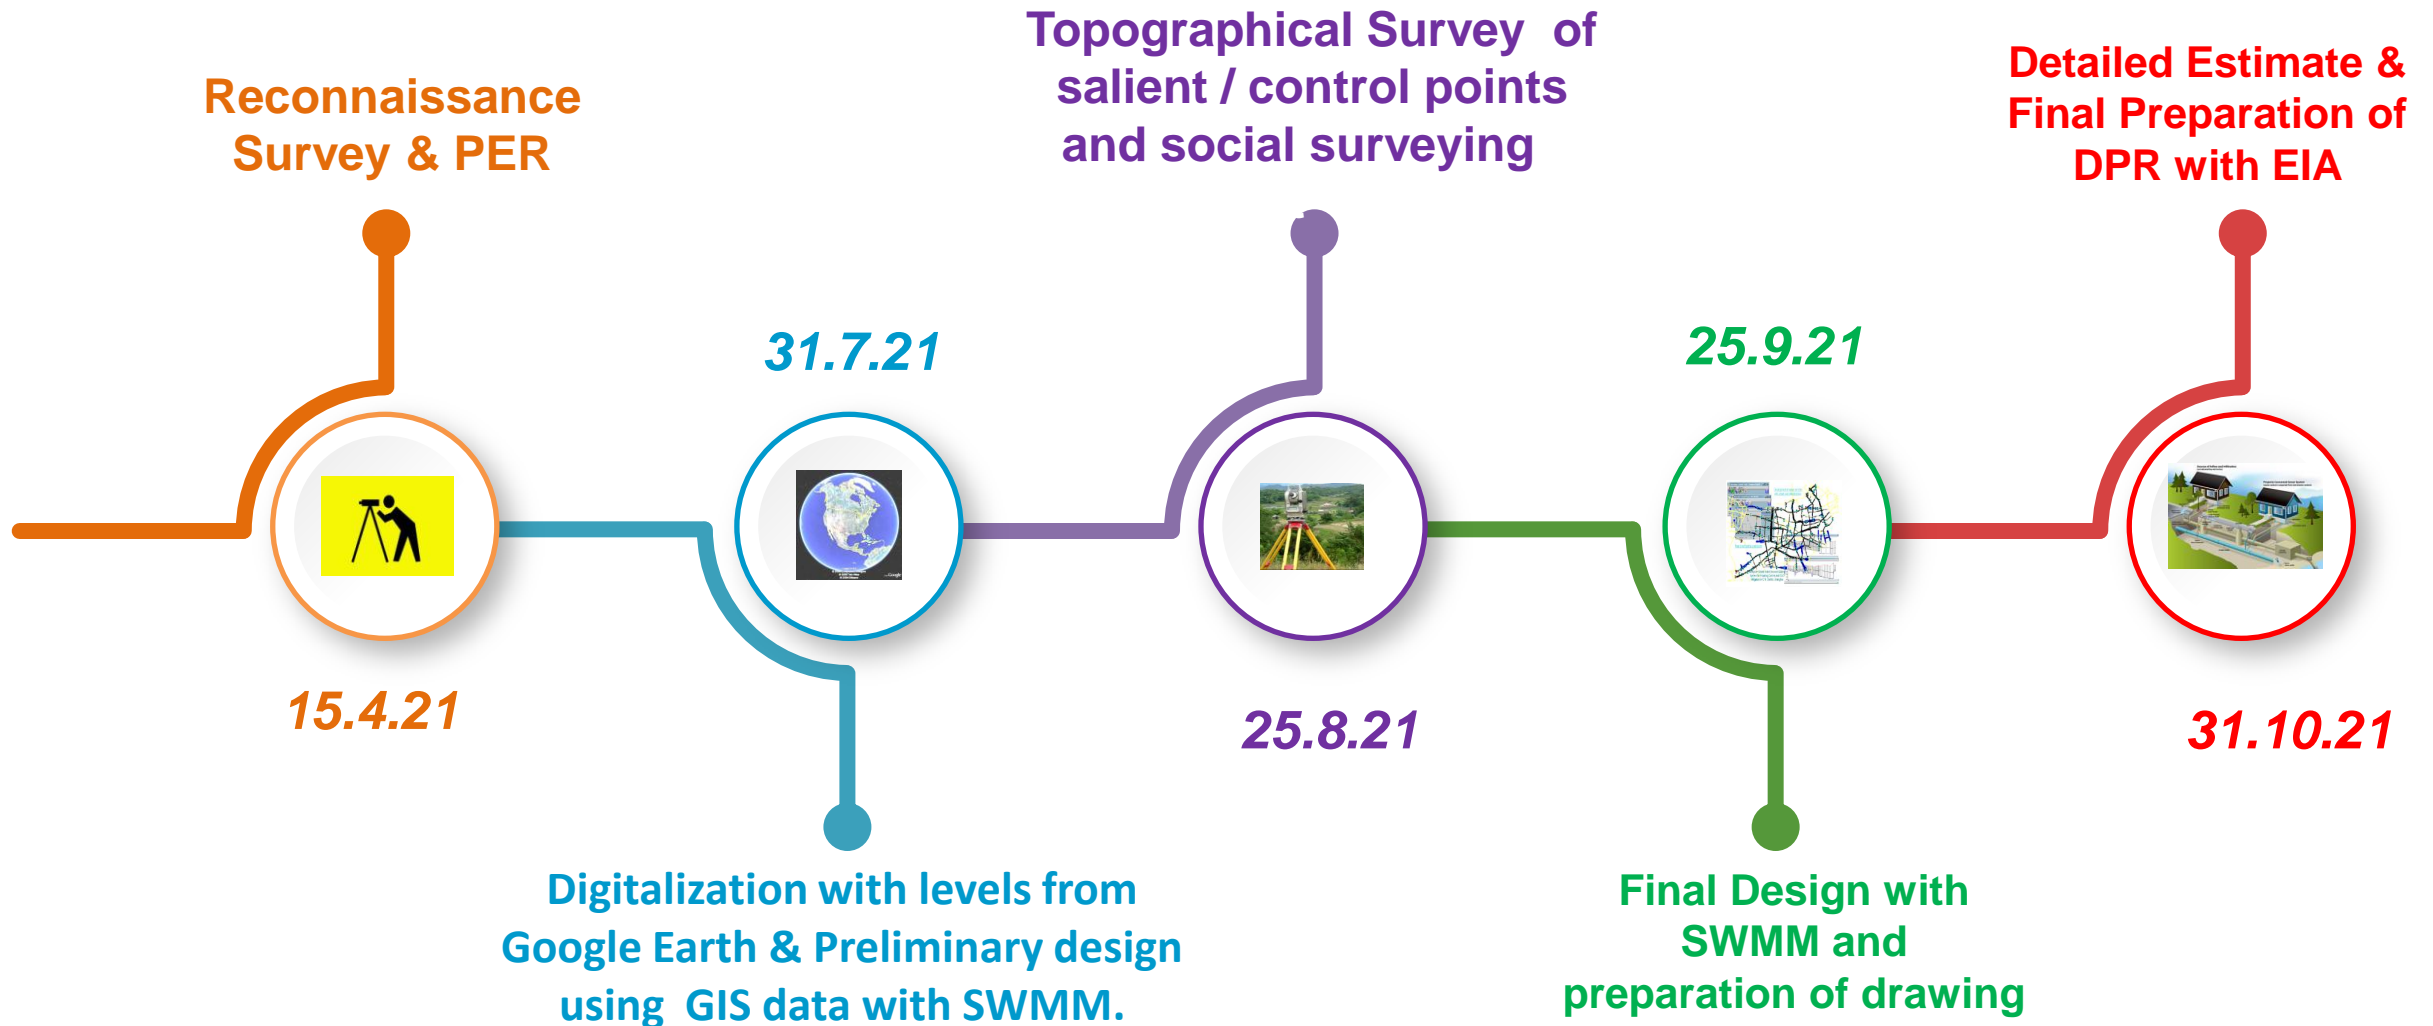 Reconnaissance
Survey & PER
15.4.21
31.7.21
Digitalization with levels from
Google Earth & Preliminary design
using GIS data with SWMM.
Topographical Survey of
salient / control points
and social surveying
25.8.21
25.9.21
Final Design with
SWMM and
preparation of drawing
Detailed Estimate &
Final Preparation of
DPR with EIA
31.10.21